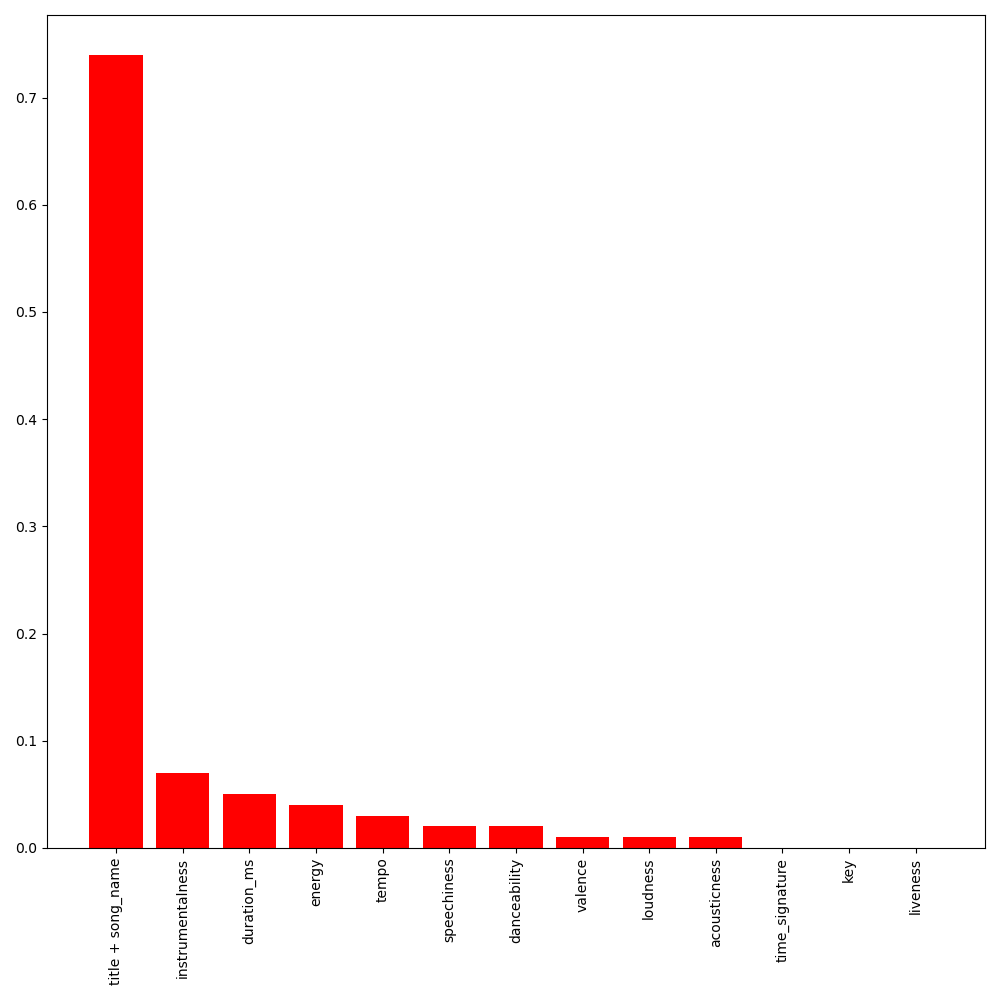 0.7
0.6
0.5
0.4
0.3
0.2
0.1
0.0
title + song_name
instrumentalness
duration_ms
energy
tempo
speechiness
danceability
valence
loudness
acousticness
time_signature
key
liveness